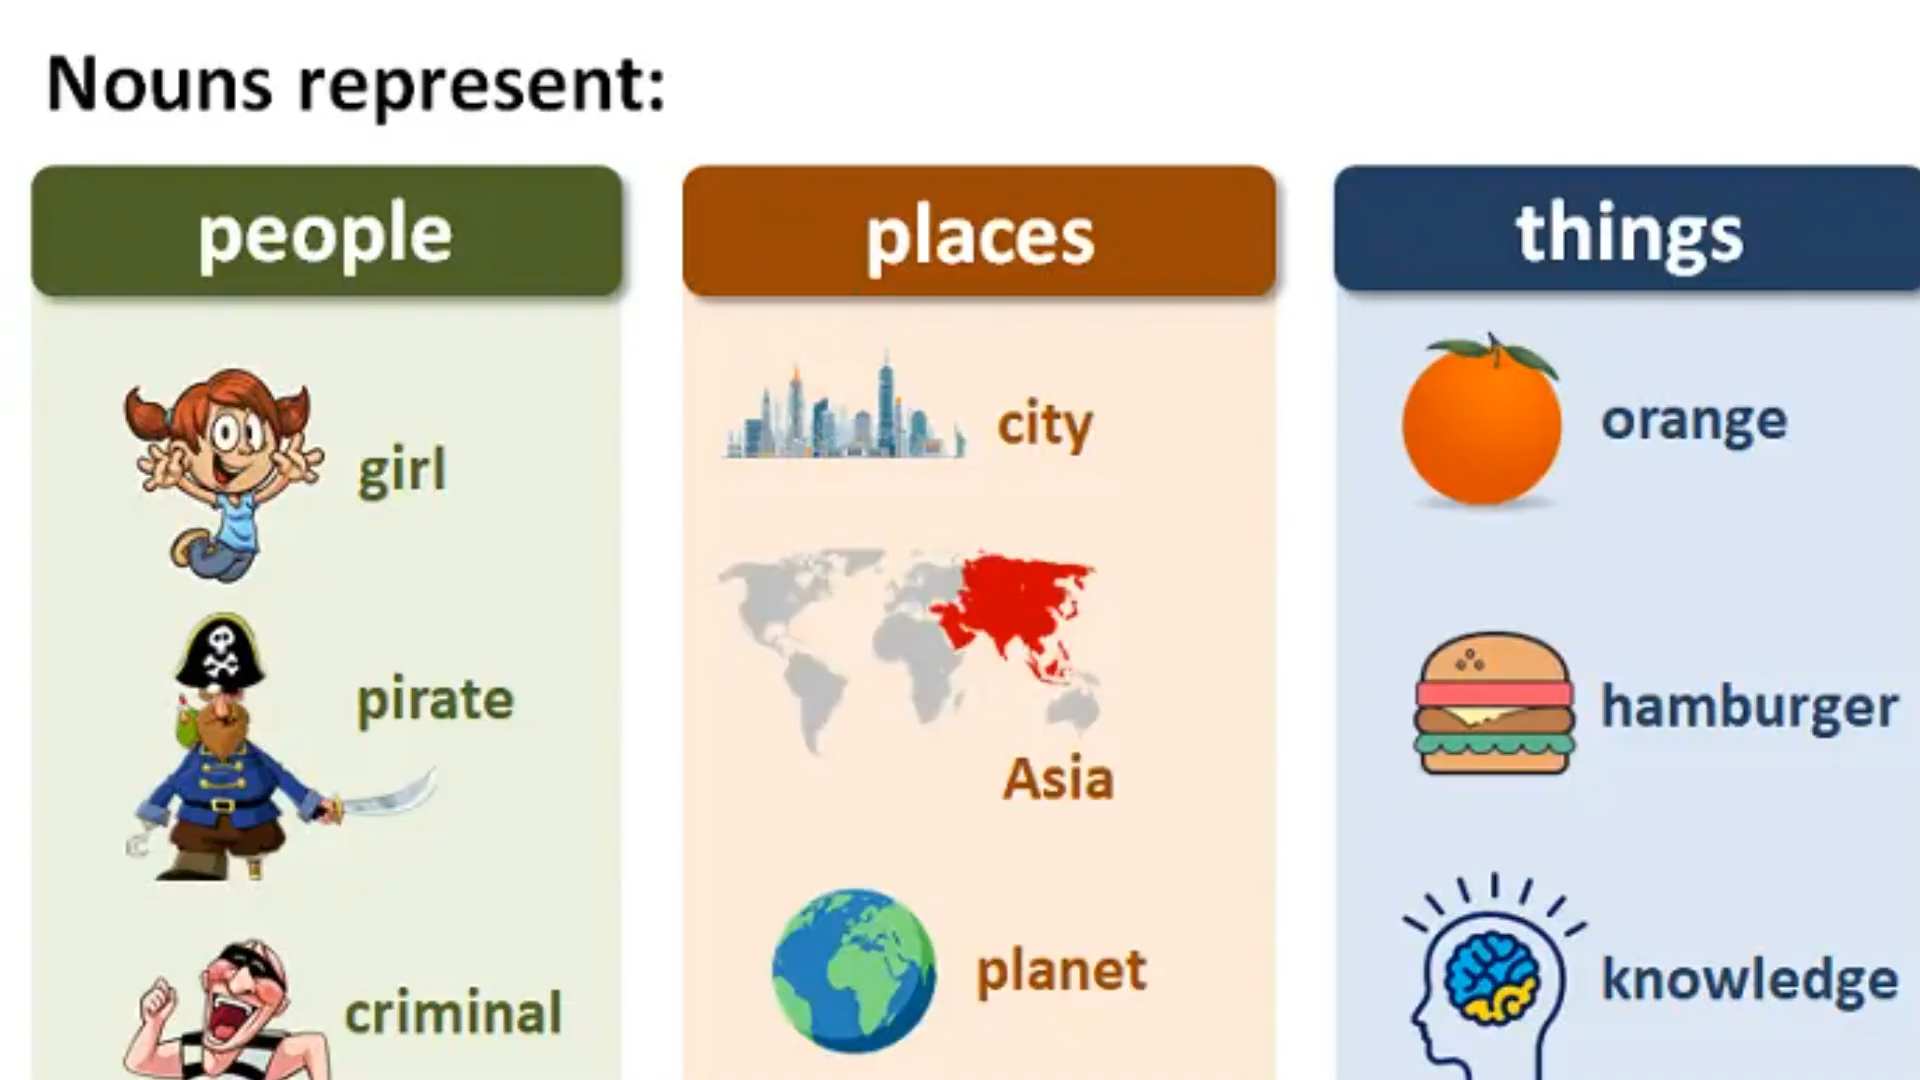 Nouns represent:
people
girl
pirate
criminal
places
city
Asia
planet
things
orange
hamburger
knowledge